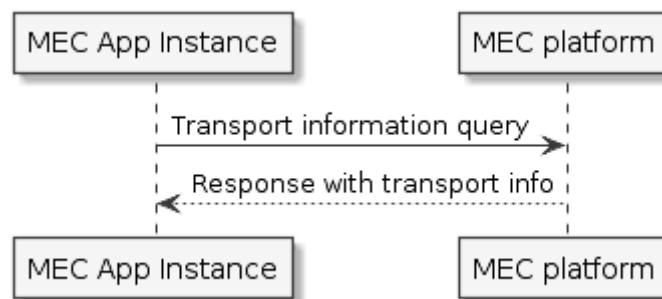 MEC App Instance
MEC platform
Transport information query
Response with transport info
MEC App Instance
MEC platform